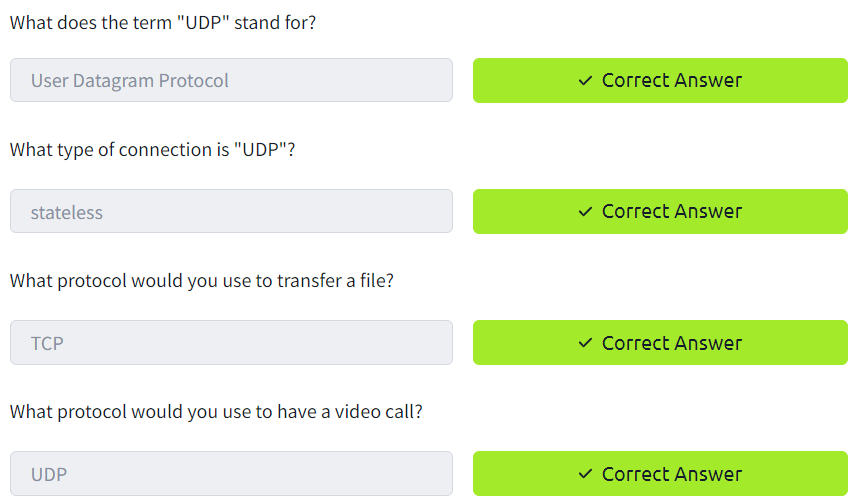 What does the term "UDP" stand for?
User Datagram Protocol
Correct Answer
What type of connection is "UDP"?
stateless
Correct Answer
What protocol would you use to transfer a file?
TCP
Correct Answer
What protocol would you use to have a video call?
UDP
Correct Answer